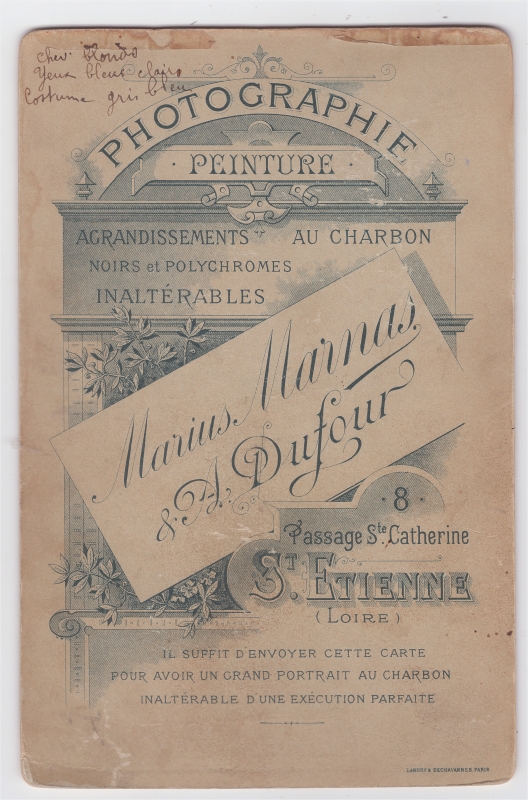 chev. blonds
Yeux bleus clairs
Costume gris bleu
PHOTOGRAPHIE
PEINTURE
AGRANDISSEMENTS AU CHARBON
NOIRS et POLYCHROMES
INALTÉRABLES
Marius Marnas
& A. Dufour
8
Passage Ste Catherine
ST. ETIENNE
(LOIRE)
IL SUFFIT D'ENVOYER CETTE CARTE
POUR AVOIR UN GRAND PORTRAIT AU CHARBON
INALTÉRABLE D'UNE EXÉCUTION PARFAITE